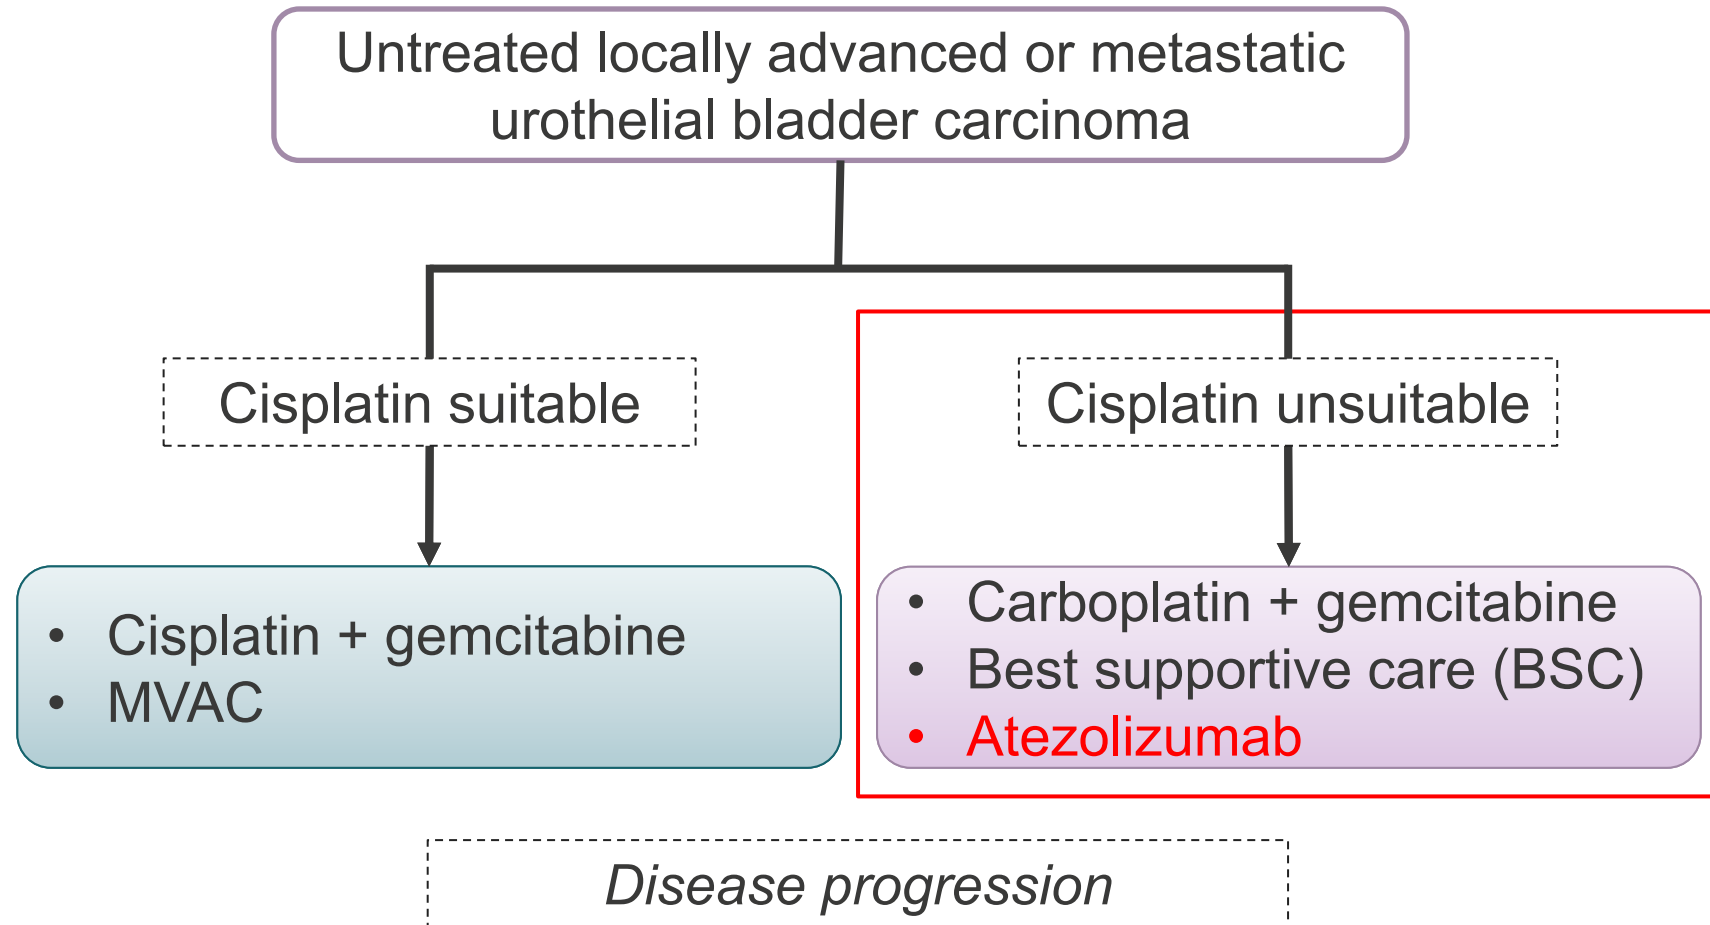 Untreated locally advanced or metastatic
urothelial bladder carcinoma
Cisplatin suitable
Cisplatin unsuitable
• Cisplatin + gemcitabine
• MVAC
• Carboplatin + gemcitabine
• Best supportive care (BSC)
• Atezolizumab
Disease progression